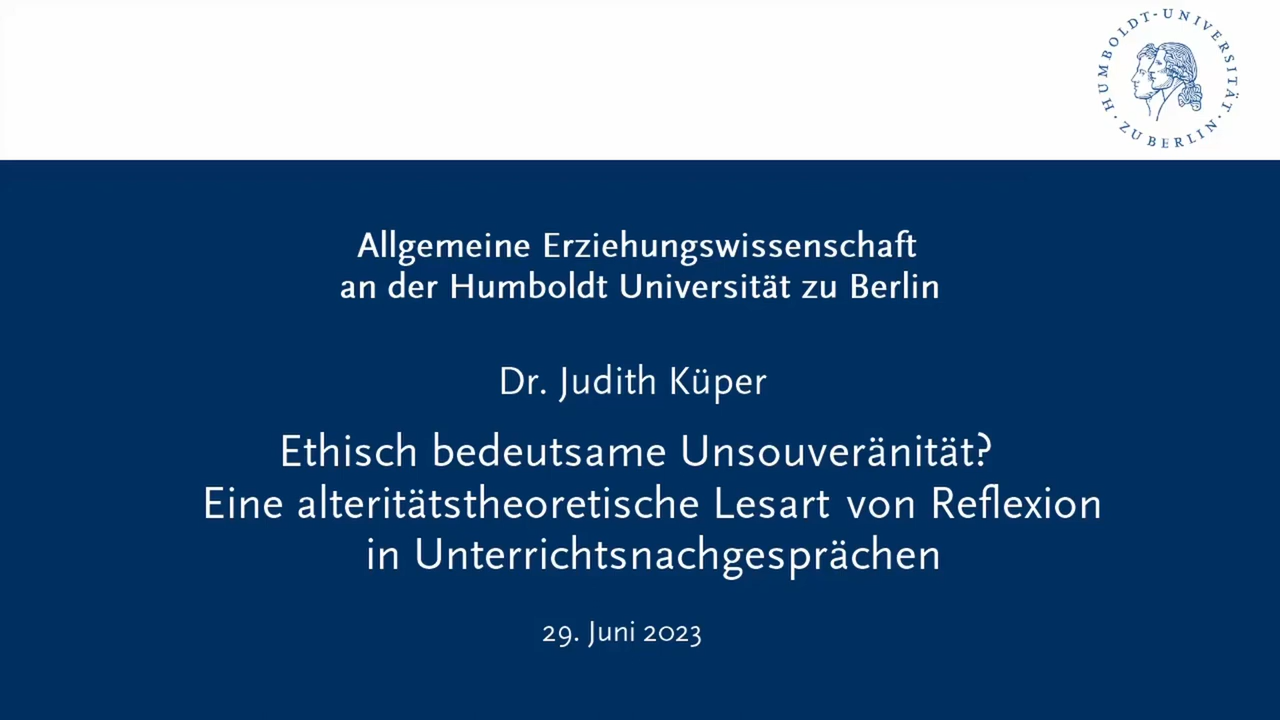 HUMBOLDT-UNIVERSITÄT · ZU BERLIN ·
Allgemeine Erziehungswissenschaft
an der Humboldt Universität zu Berlin
Dr. Judith Küper
Ethisch bedeutsame Unsouveränität?
Eine alteritätstheoretische Lesart von Reflexion
in Unterrichtsnachgesprächen
29. Juni 2023